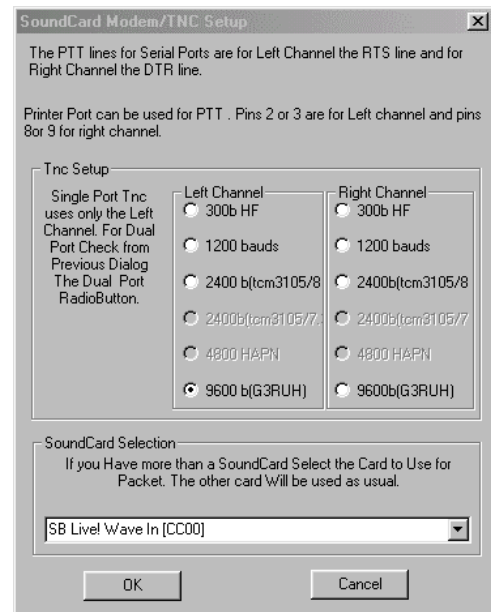 SoundCard Modem/TNC Setup
The PTT lines for Serial Ports are for Left Channel the RTS line and for
Right Channel the DTR line.
Printer Port can be used for PTT . Pins 2 or 3 are for Left channel and pins
8or 9 for right channel.
Tnc Setup
Single Port Tnc
uses only the Left
Channel. For Dual
Port Check from
Previous Dialog
The Dual Port
RadioButton.
Left Channel
300b HF
1200 bauds
2400 b(tcm3105/8
2400b(tcm3105/7.
4800 HAPN
9600 b(G3RUH)
Right Channel
300b HF
1200 bauds
2400b(tcm3105/8
2400b(tcm3105/7
4800 HAPN
9600b(G3RUH)
SoundCard Selection
If you Have more than a SoundCard Select the Card to Use for
Packet. The other card Will be used as usual.
SB Live! Wave In [CC00]
OK
Cancel